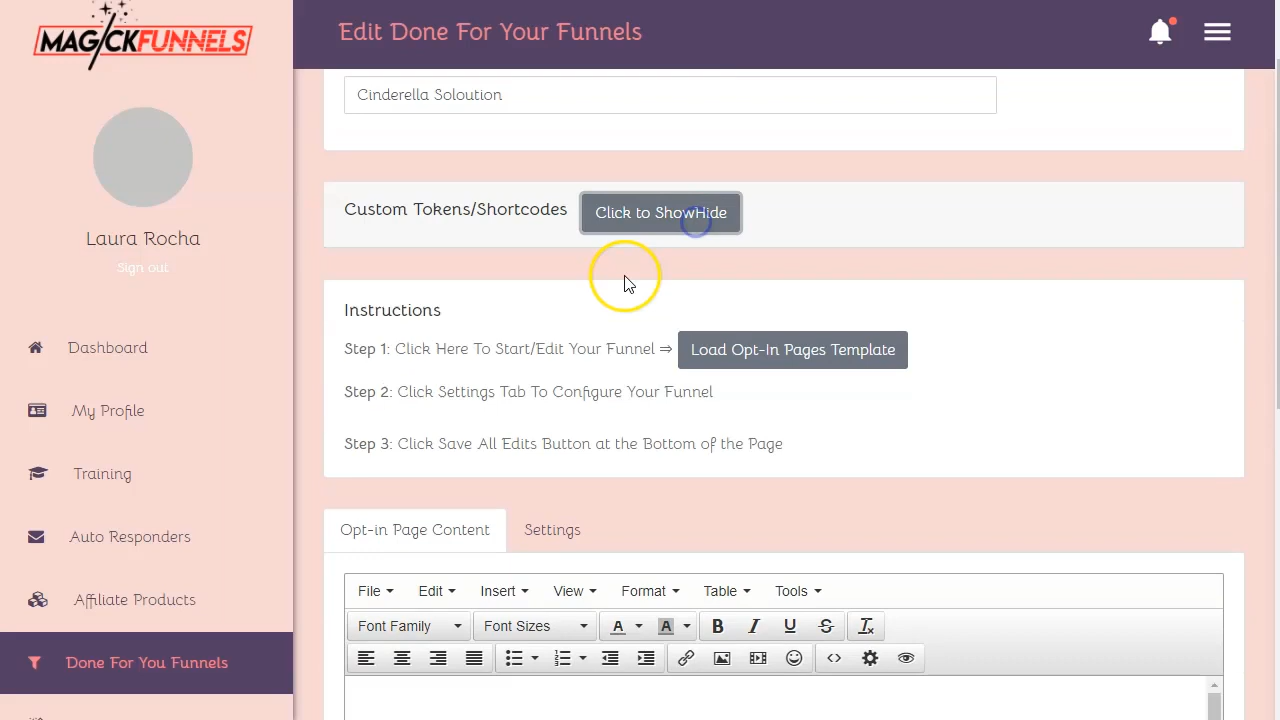 MAGICKFUNNELS
Edit Done For Your Funnels
Cinderella Soloution
Laura Rocha
Sign out
Custom Tokens/Shortcodes
Click to ShowHide
Instructions
Step 1: Click Here To Start/Edit Your Funnel ⇒ Load Opt-In Pages Template
Step 2: Click Settings Tab To Configure Your Funnel
Step 3: Click Save All Edits Button at the Bottom of the Page
Dashboard
My Profile
Training
Auto Responders
Affiliate Products
Done For You Funnels
Opt-in Page Content Settings
File Edit Insert View Format Table Tools
Font Family Font Sizes A A B I U S Ix